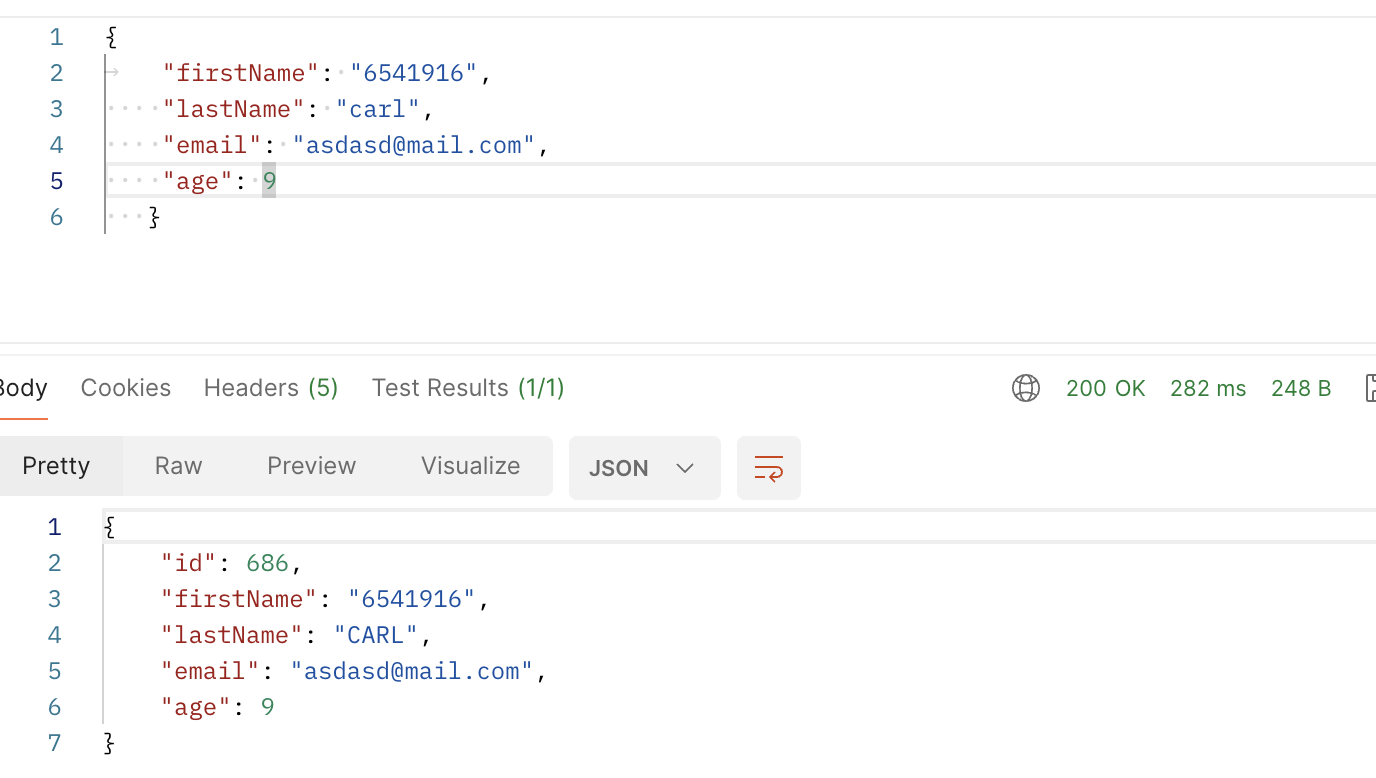 1 {
2 "firstName": "6541916",
3 "lastName": "carl",
4 "email": "asdasd@mail.com",
5 "age": 9
6 }
Body Cookies Headers (5) Test Results (1/1) 200 OK 282 ms 248 B
Pretty Raw Preview Visualize JSON
1 {
2 "id": 686,
3 "firstName": "6541916",
4 "lastName": "CARL",
5 "email": "asdasd@mail.com",
6 "age": 9
7 }